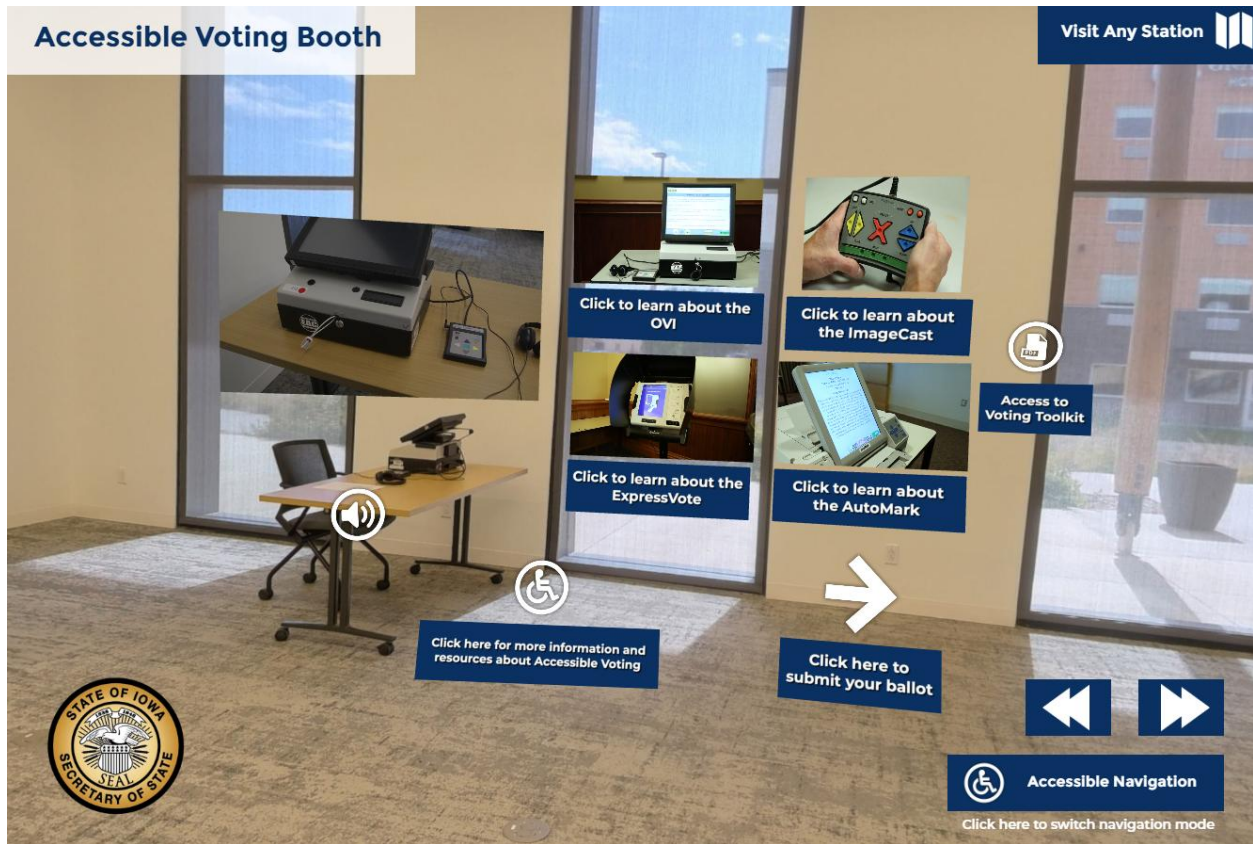 Accessible Voting Booth
Visit Any Station
Click to learn about the
OVI
Click to learn about
the ImageCast
Access to
Voting Toolkit
Click to learn about the
ExpressVote
Click to learn about
the AutoMark
Click here for more information and
resources about Accessible Voting
Click here to
submit your ballot
STATE OF IOWA
SEAL
SECRETARY OF STATE
Accessible Navigation
Click here to switch navigation mode